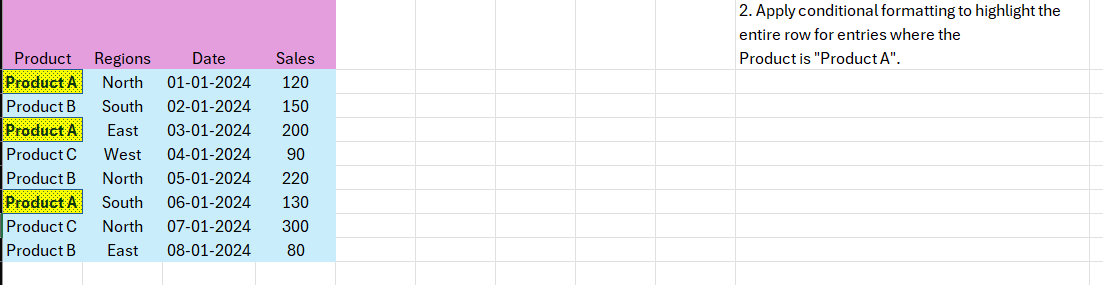 2. Apply conditional formatting to highlight the
entire row for entries where the
Product is "Product A".
Product Regions Date Sales
Product A North 01-01-2024 120
Product B South 02-01-2024 150
Product A East 03-01-2024 200
Product C West 04-01-2024 90
Product B North 05-01-2024 220
Product A South 06-01-2024 130
Product C North 07-01-2024 300
Product B East 08-01-2024 80